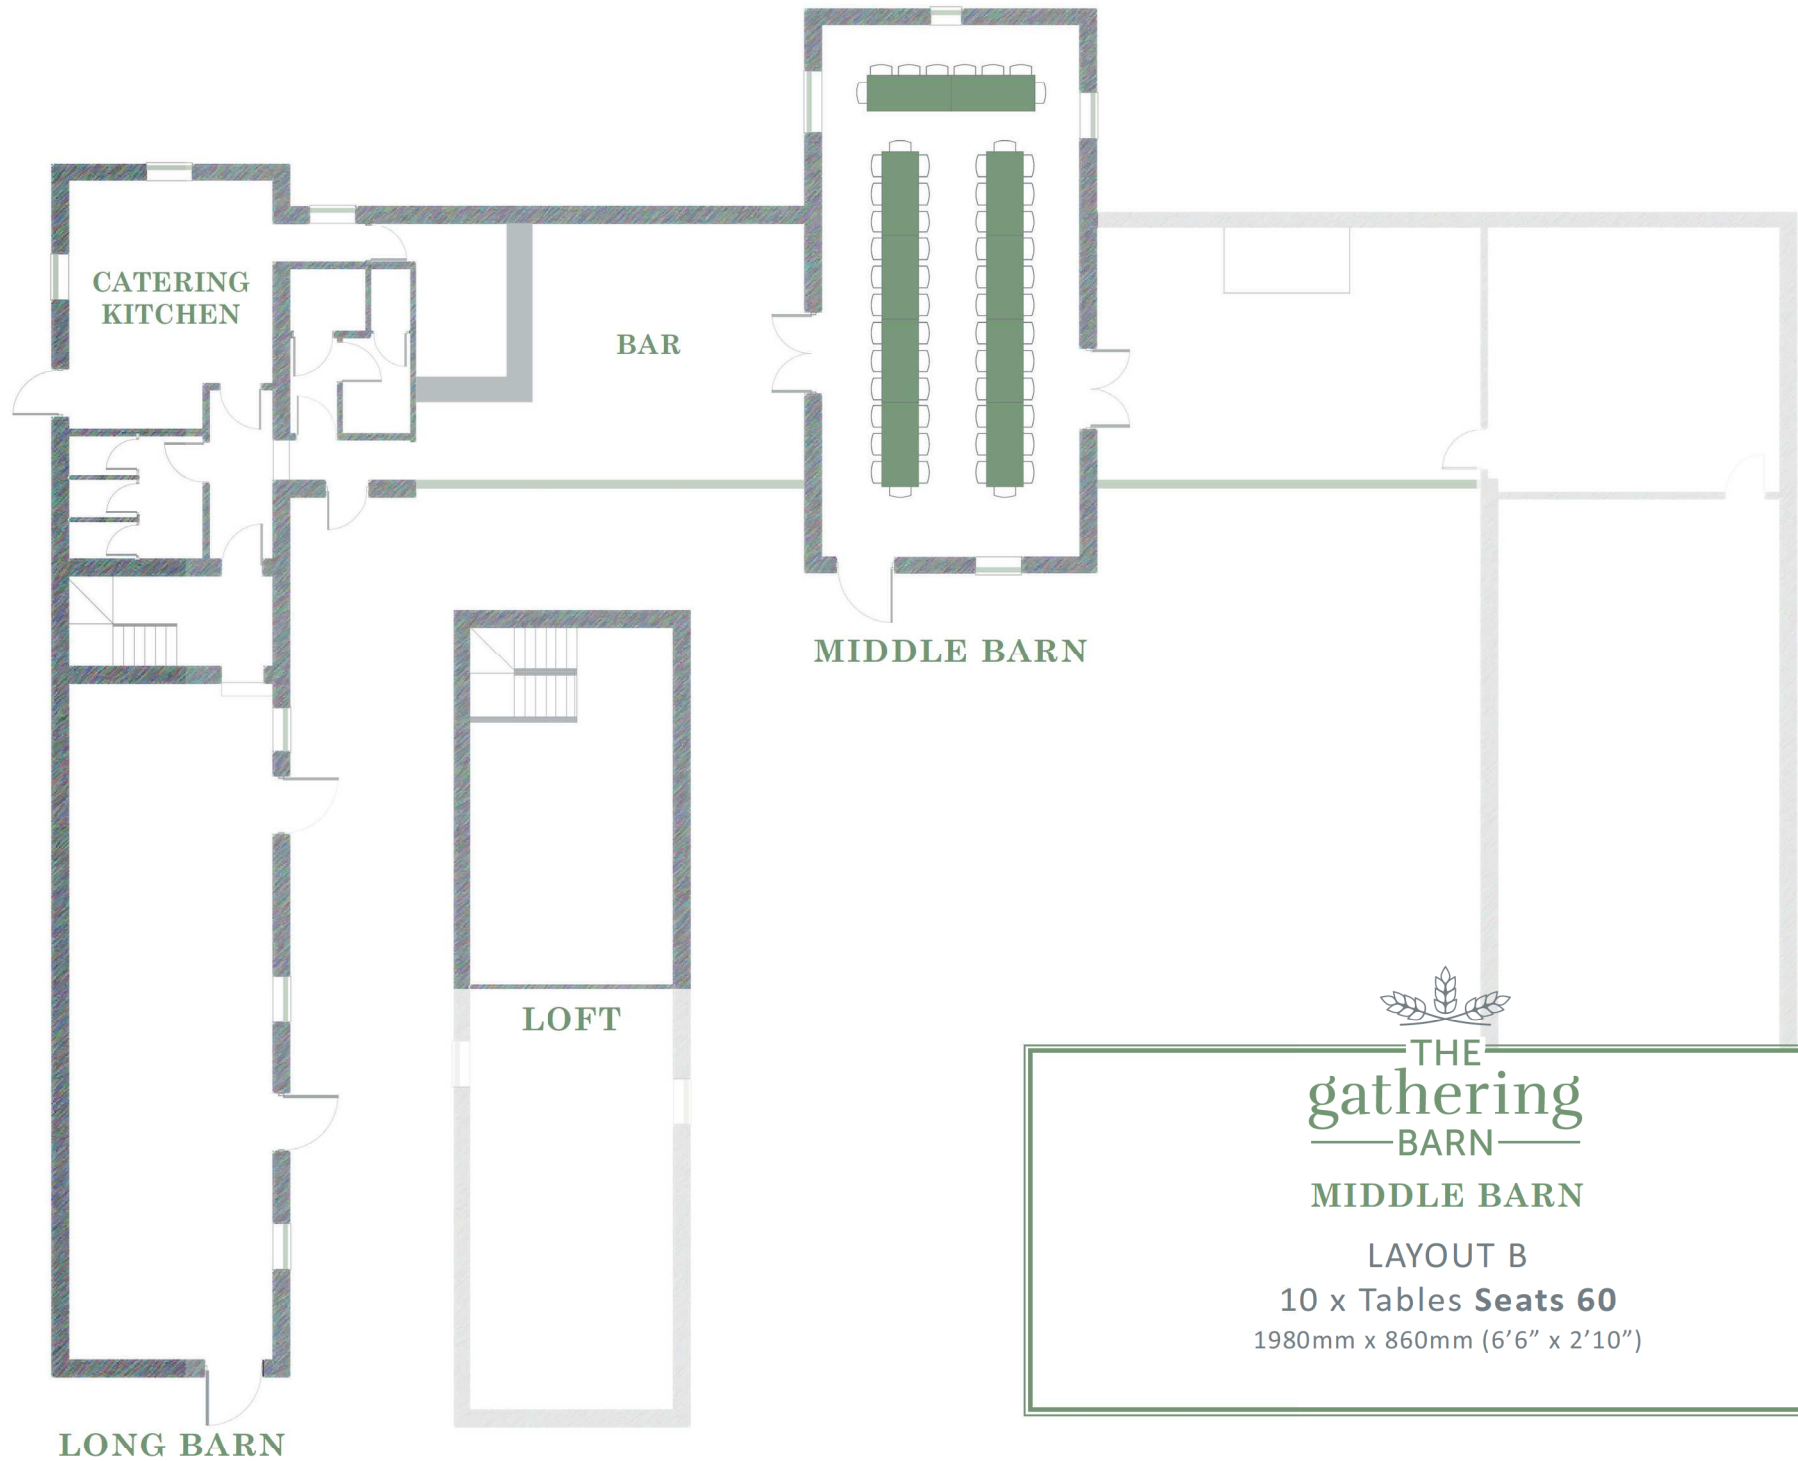 CATERING
KITCHEN
BAR
MIDDLE BARN
LOFT
LONG BARN
THE
gathering
BARN
MIDDLE BARN
LAYOUT B
10 x Tables Seats 60
1980mm x 860mm (6’6” x 2’10”)